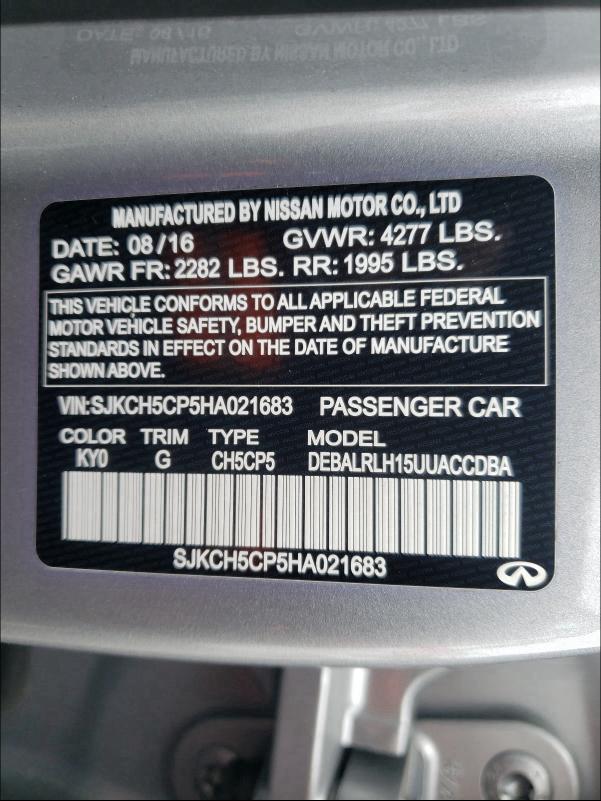 MANUFACTURED BY NISSAN MOTOR CO., LTD
DATE: 08/16 GVWR: 4277 LBS.
GAWR FR: 2282 LBS. RR: 1995 LBS.
THIS VEHICLE CONFORMS TO ALL APPLICABLE FEDERAL
MOTOR VEHICLE SAFETY, BUMPER AND THEFT PREVENTION
STANDARDS IN EFFECT ON THE DATE OF MANUFACTURE
SHOWN ABOVE.
VIN:SJKCH5CP5HA021683 PASSENGER CAR
COLOR TRIM TYPE MODEL
KY0 G CH5CP5 DEBALRLH15UUACCDBA
SJKCH5CP5HA021683